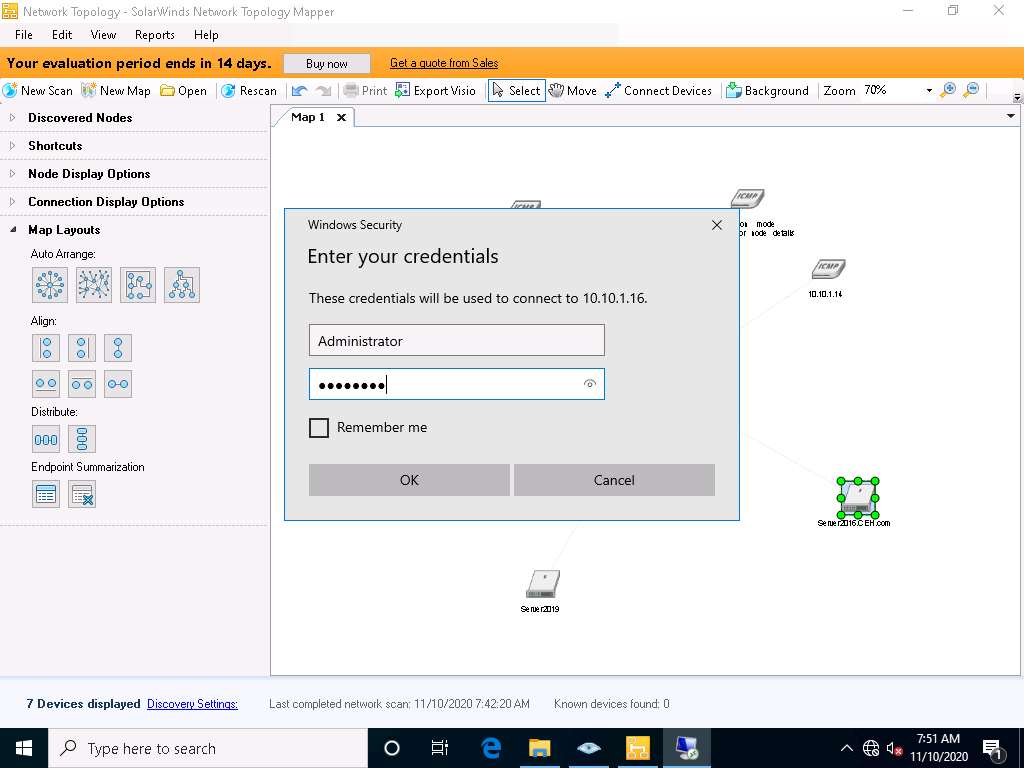 Network Topology - SolarWinds Network Topology Mapper
File Edit View Reports Help
Your evaluation period ends in 14 days. Buy now Get a quote from Sales
New Scan New Map Open Rescan Print Export Visio Select Move Connect Devices Background Zoom 70%
Discovered Nodes
Shortcuts
Node Display Options
Connection Display Options
Map Layouts
Auto Arrange:
Align:
Distribute:
Endpoint Summarization
Map 1
ICMP
ICMP
mode
node details
ICMP
10.10.1.14
Windows Security
Enter your credentials
These credentials will be used to connect to 10.10.1.16.
Administrator
Remember me
OK Cancel
Server2016.CEH.com
Server2019
7 Devices displayed Discovery Settings: Last completed network scan: 11/10/2020 7:42:20 AM Known devices found: 0
Type here to search
7:51 AM
11/10/2020
1